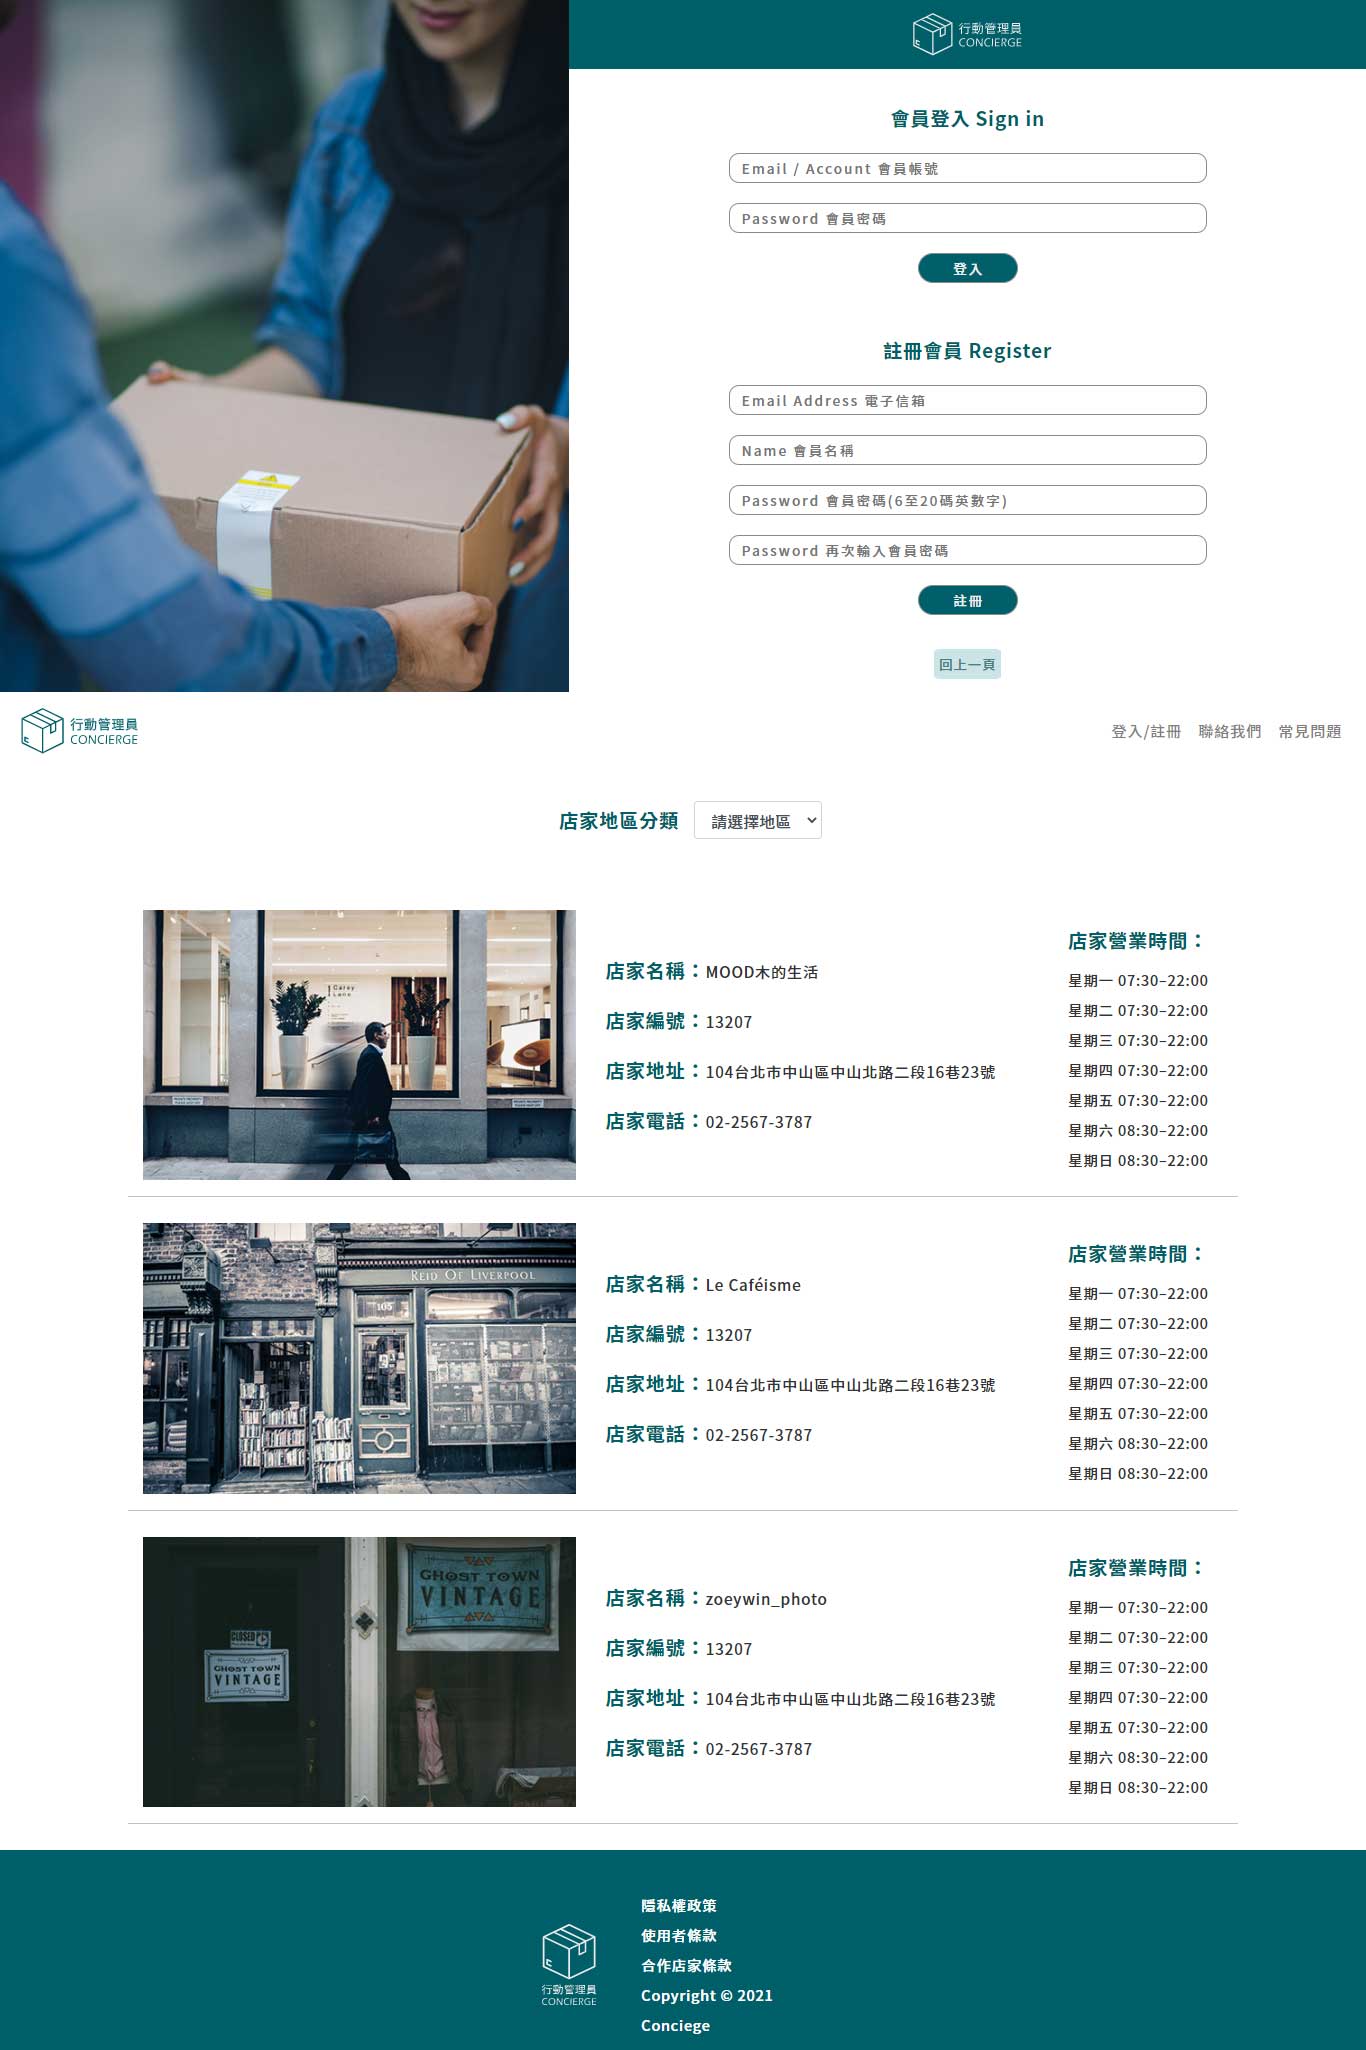 行動管理員
CONCIERGE
會員登入 Sign in
Email / Account 會員帳號
Password 會員密碼
登入
註冊會員 Register
Email Address 電子信箱
Name 會員名稱
Password 會員密碼(6至20碼英數字)
Password 再次輸入會員密碼
註冊
回上一頁
行動管理員
CONCIERGE
登入/註冊 聯絡我們 常見問題
店家地區分類 請選擇地區
Carey
Lane
店家名稱：MOOD木的生活
店家編號：13207
店家地址：104台北市中山區中山北路二段16巷23號
店家電話：02-2567-3787
店家營業時間：
星期一 07:30–22:00
星期二 07:30–22:00
星期三 07:30–22:00
星期四 07:30–22:00
星期五 07:30–22:00
星期六 08:30–22:00
星期日 08:30–22:00
REID OF LIVERPOOL
105
店家名稱：Le Caféisme
店家編號：13207
店家地址：104台北市中山區中山北路二段16巷23號
店家電話：02-2567-3787
店家營業時間：
星期一 07:30–22:00
星期二 07:30–22:00
星期三 07:30–22:00
星期四 07:30–22:00
星期五 07:30–22:00
星期六 08:30–22:00
星期日 08:30–22:00
GHOST TOWN
VINTAGE
CLOSED
GHOST TOWN
VINTAGE
店家名稱：zoeywin_photo
店家編號：13207
店家地址：104台北市中山區中山北路二段16巷23號
店家電話：02-2567-3787
店家營業時間：
星期一 07:30–22:00
星期二 07:30–22:00
星期三 07:30–22:00
星期四 07:30–22:00
星期五 07:30–22:00
星期六 08:30–22:00
星期日 08:30–22:00
行動管理員
CONCIERGE
隱私權政策
使用者條款
合作店家條款
Copyright © 2021
Conciege